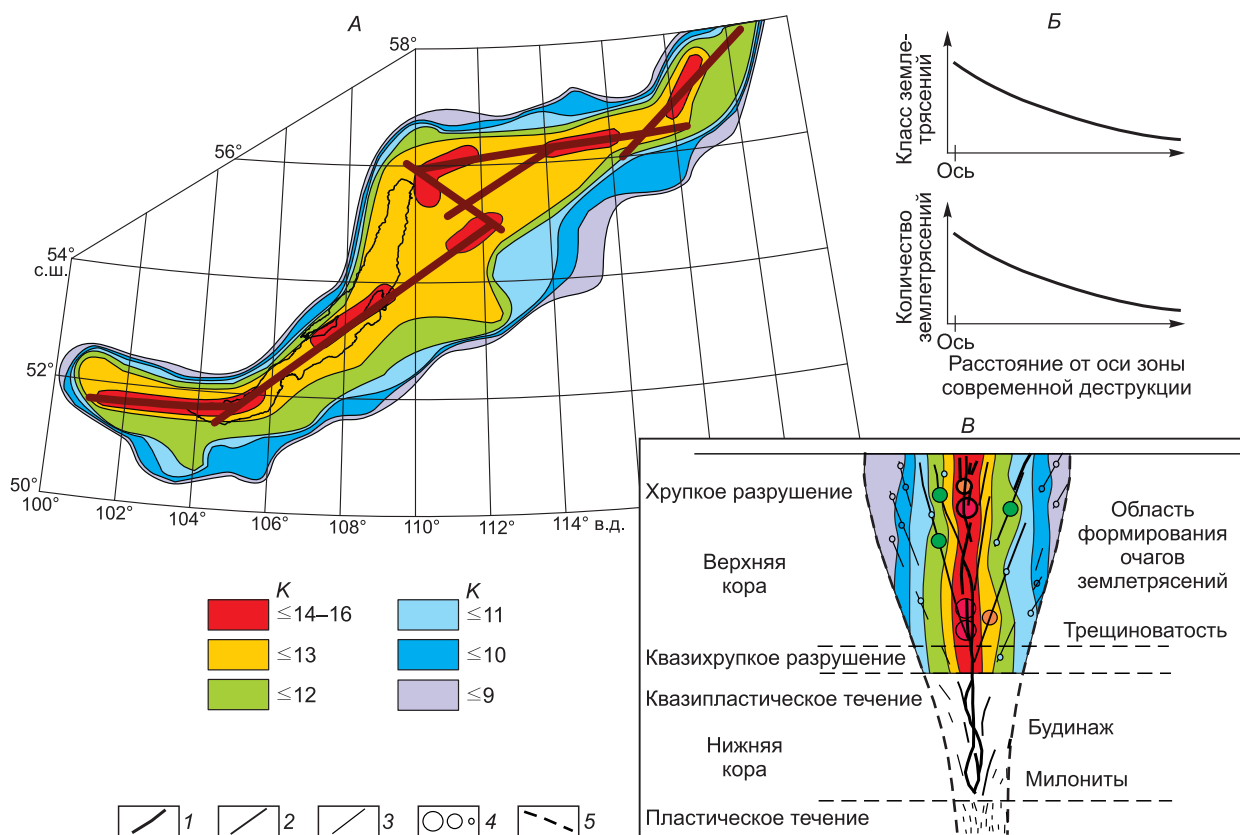 А
58°
56°
54°
с.ш.
52°
50°
100°
102°
104°
106°
108°
110°
112°
114° в.д.
К
≤14–16
≤13
≤12
≤11
≤10
≤9
1
2
3
4
5
Б
Класс земле-
трясений
Ось
Количество
землетрясений
Ось
Расстояние от оси зоны
современной деструкции
В
Хрупкое разрушение
Верхняя
кора
Область
формирования
очагов
землетрясений
Трещиноватость
Квазихрупкое разрушение
Квазипластическое течение
Будинаж
Нижняя
кора
Милониты
Пластическое течение